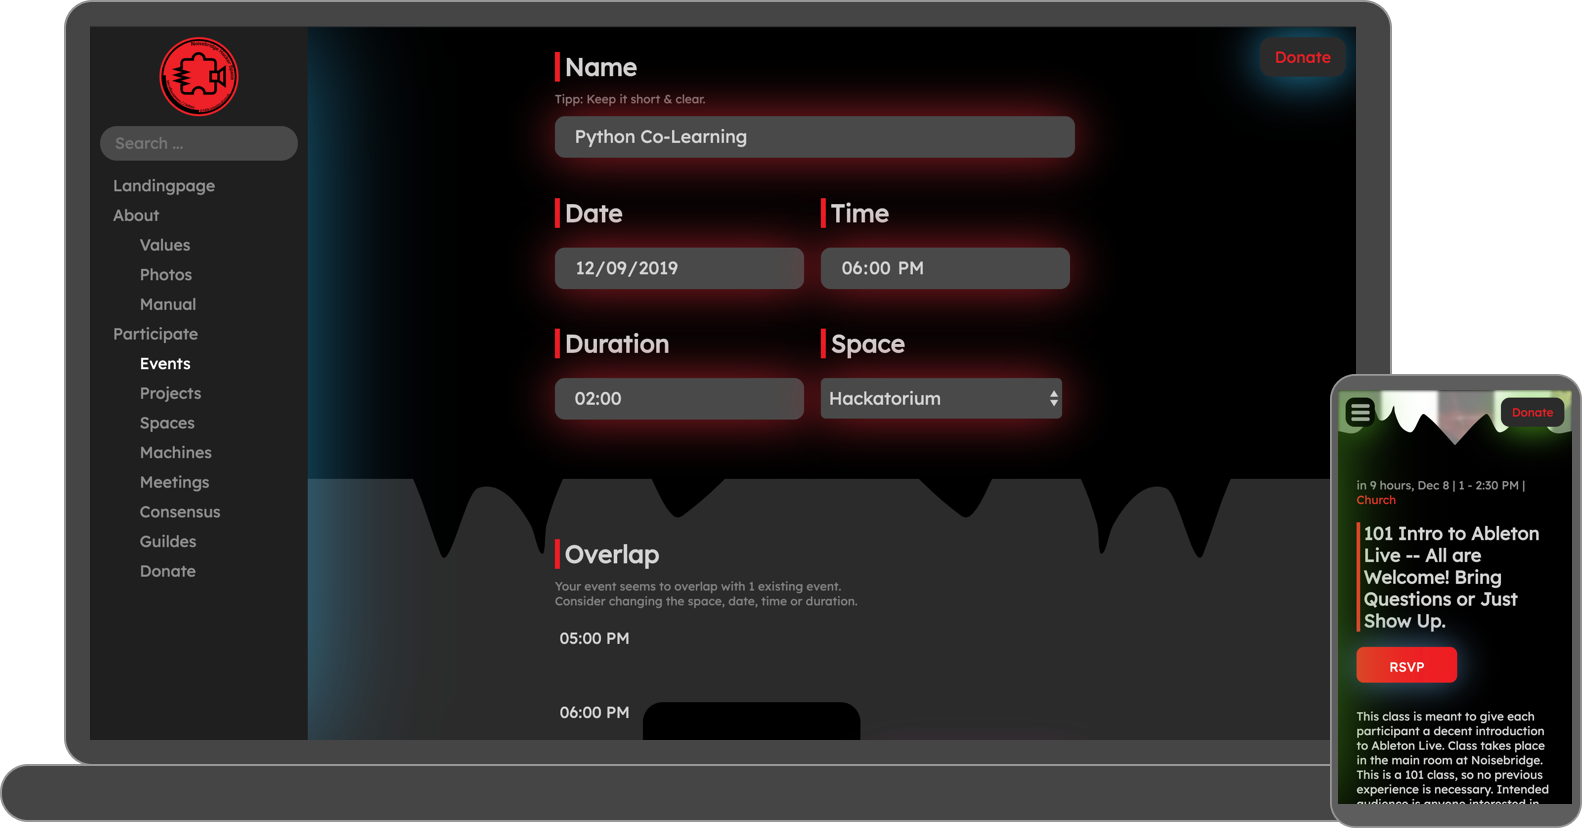 Search ...
Landingpage
About
Values
Photos
Manual
Participate
Events
Projects
Spaces
Machines
Meetings
Consensus
Guildes
Donate
Donate
Name
Tipp: Keep it short & clear.
Python Co-Learning
Date
Time
12/09/2019
06:00 PM
Duration
Space
02:00
Hackatorium
Overlap
Your event seems to overlap with 1 existing event.
Consider changing the space, date, time or duration.
05:00 PM
06:00 PM
Donate
in 9 hours, Dec 8 | 1 - 2:30 PM |
Church
101 Intro to Ableton
Live -- All are
Welcome! Bring
Questions or Just
Show Up.
RSVP
This class is meant to give each
participant a decent introduction
to Ableton Live. Class takes place
in the main room at Noisebridge.
This is a 101 class, so no previous
experience is necessary. Intended
audience is anyone interested in